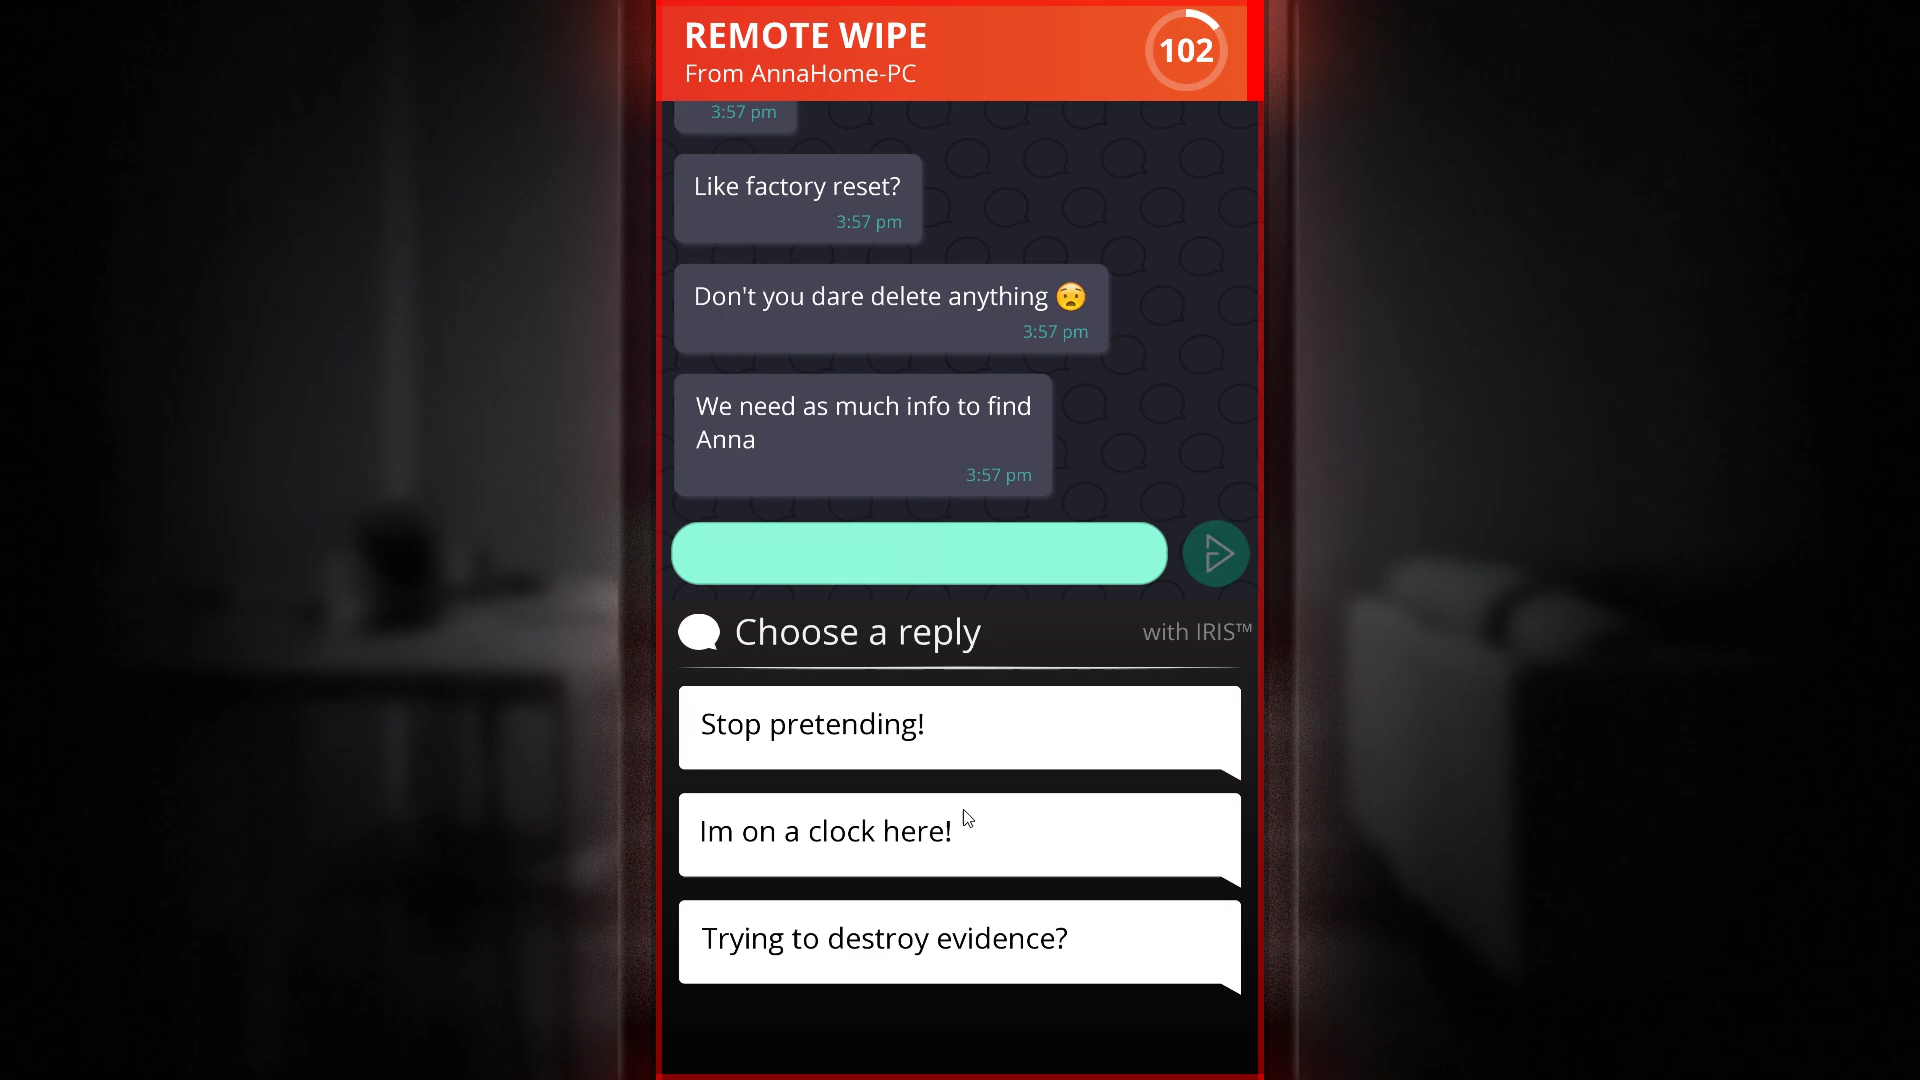 REMOTE WIPE
From AnnaHome-PC
102
3:57 pm
Like factory reset?
3:57 pm
Don't you dare delete anything 😟
3:57 pm
We need as much info to find
Anna
3:57 pm
Choose a reply
with IRIS™
Stop pretending!
Im on a clock here!
Trying to destroy evidence?